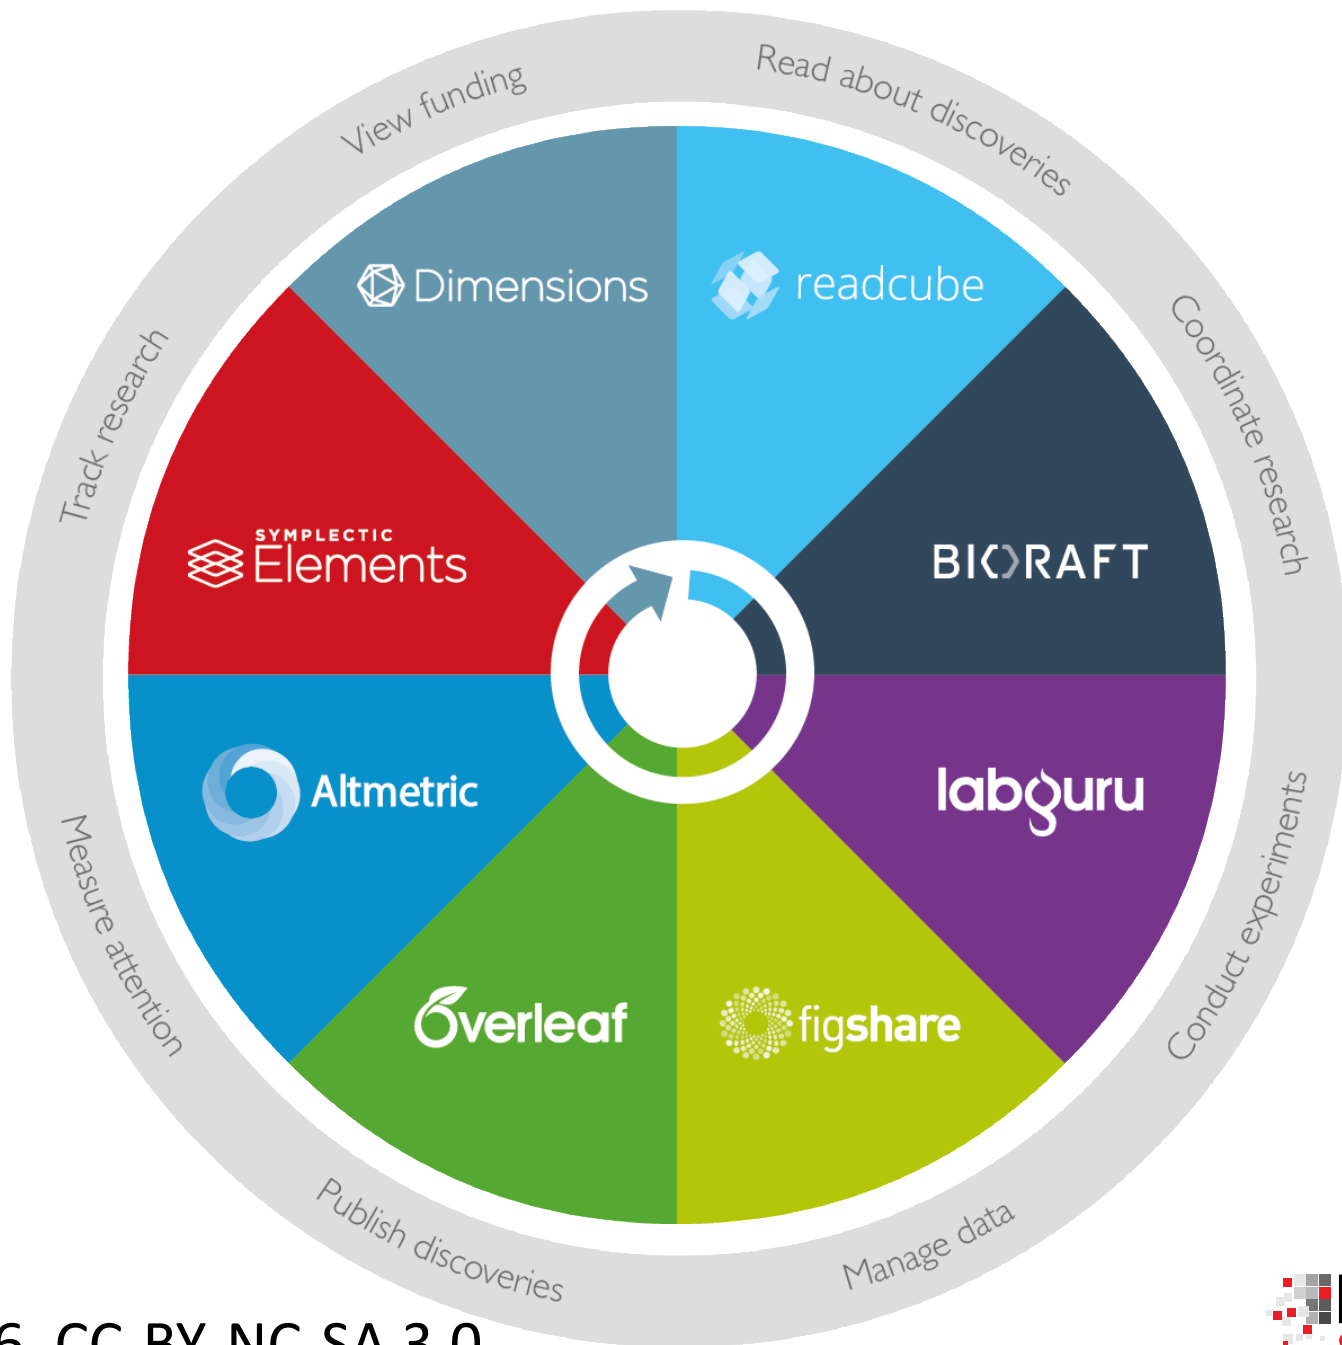 View funding
Read about discoveries
Dimensions
readcube
Track research
Coordinate research
SYMPLECTIC
Elements
BIORAFT
Altmetric
labguru
Measure attention
Conduct experiments
Overleaf
figshare
Publish discoveries
Manage data
CC BY NC SA 3.0